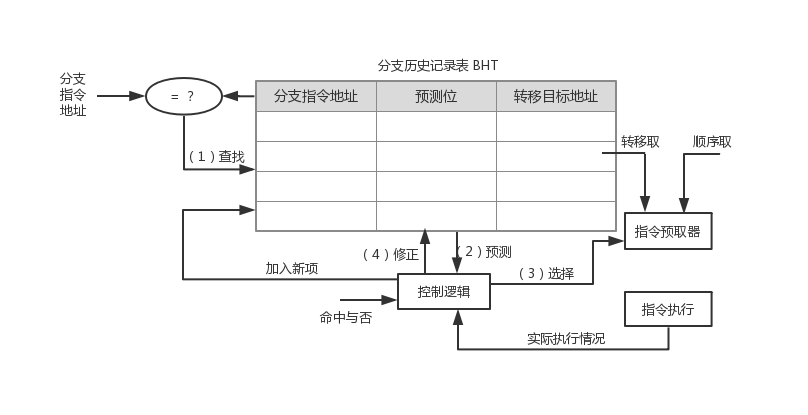 分支历史记录表 BHT
分支
指令
地址
= ?
分支指令地址
预测位
转移目标地址
(1)查找
转移取
顺序取
指令预取器
(4)修正
(2)预测
(3)选择
加入新项
控制逻辑
命中与否
指令执行
实际执行情况